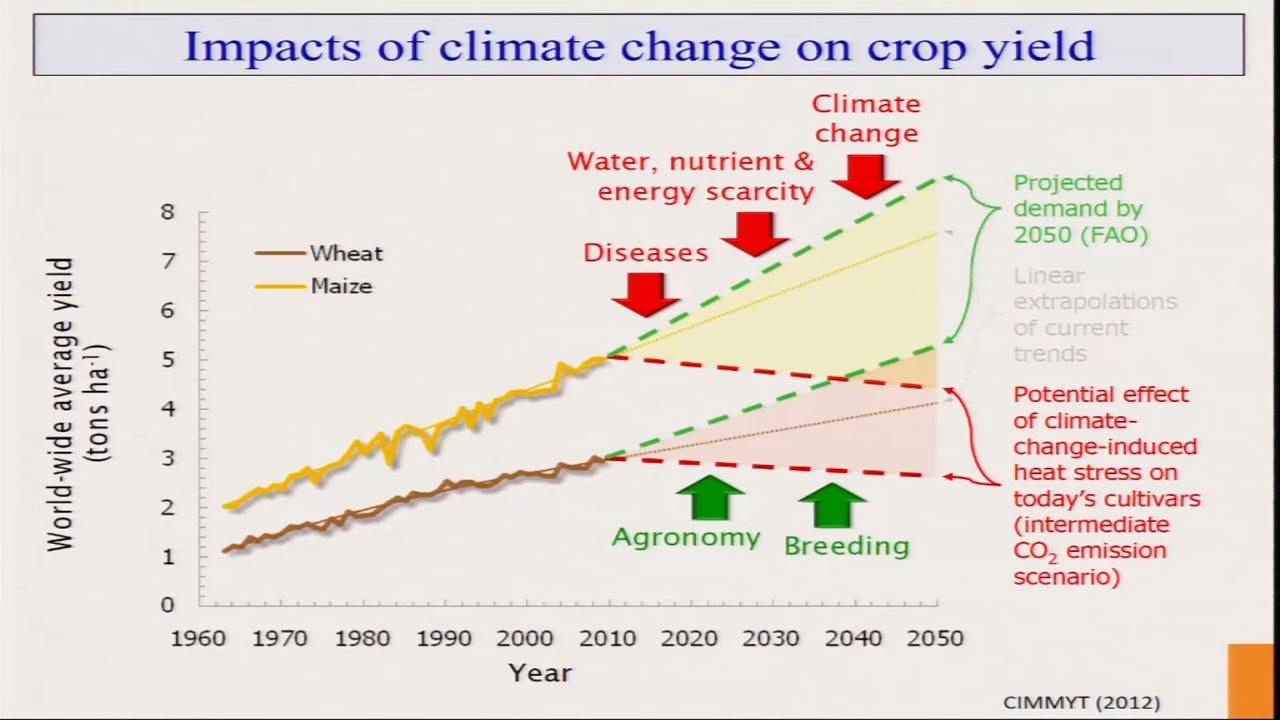 Impacts of climate change on crop yield
Climate
change
Water, nutrient &
energy scarcity
Diseases
Wheat
Maize
World-wide average yield
(tons ha⁻¹)
8
7
6
5
4
3
2
1
0
1960 1970 1980 1990 2000 2010 2020 2030 2040 2050
Year
Agronomy
Breeding
Projected
demand by
2050 (FAO)
Linear
extrapolations
of current
trends
Potential effect
of climate-
change-induced
heat stress on
today's cultivars
(intermediate
CO₂ emission
scenario)
CIMMYT (2012)